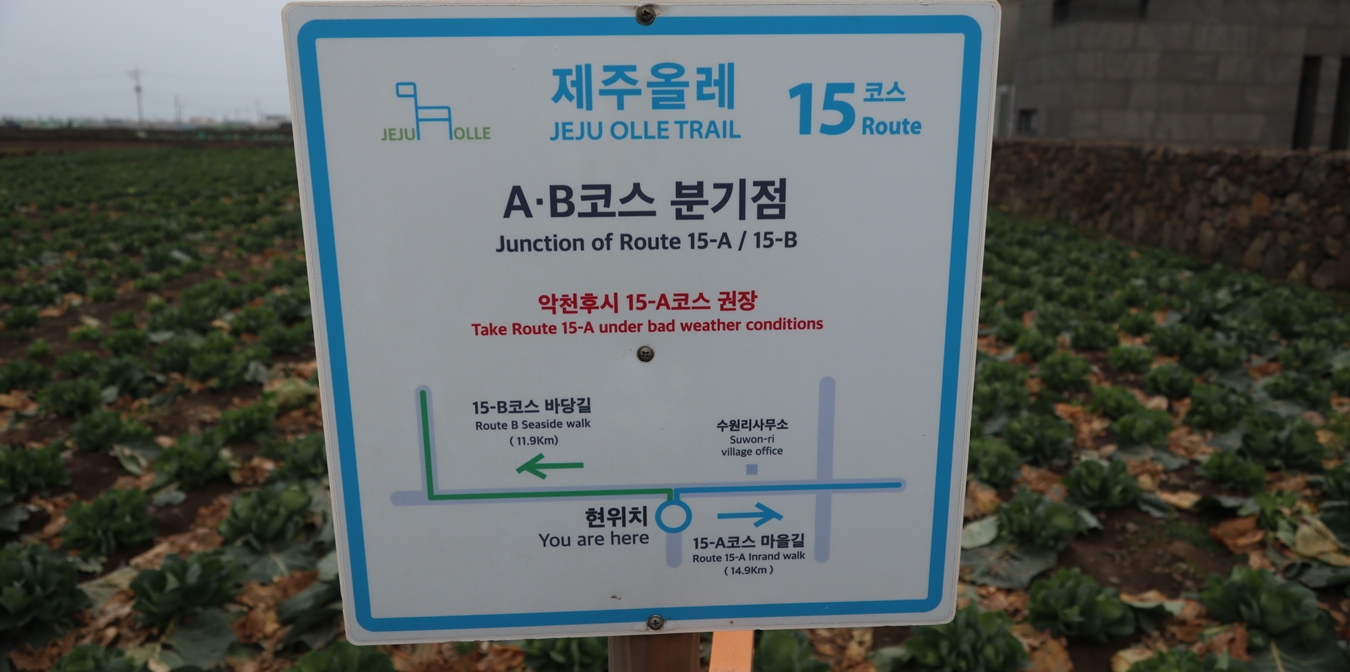 JEJU OLLE
제주올레
JEJU OLLE TRAIL
15 코스
Route
A·B코스 분기점
Junction of Route 15-A / 15-B
악천후시 15-A코스 권장
Take Route 15-A under bad weather conditions
15-B코스 바당길
Route B Seaside walk
( 11.9Km)
수원리사무소
Suwon-ri
village office
현위치
You are here
15-A코스 마을길
Route 15-A Inrand walk
( 14.9Km )